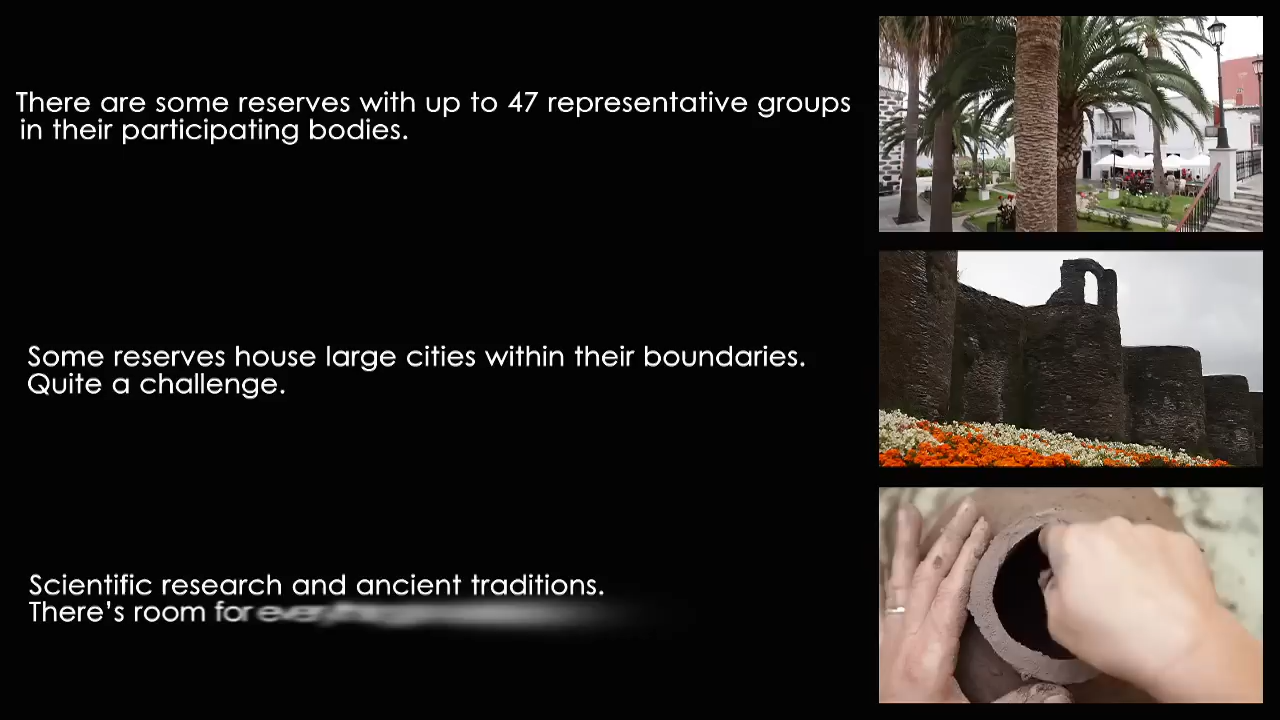 There are some reserves with up to 47 representative groups
in their participating bodies.
Some reserves house large cities within their boundaries.
Quite a challenge.
Scientific research and ancient traditions.
There's room for